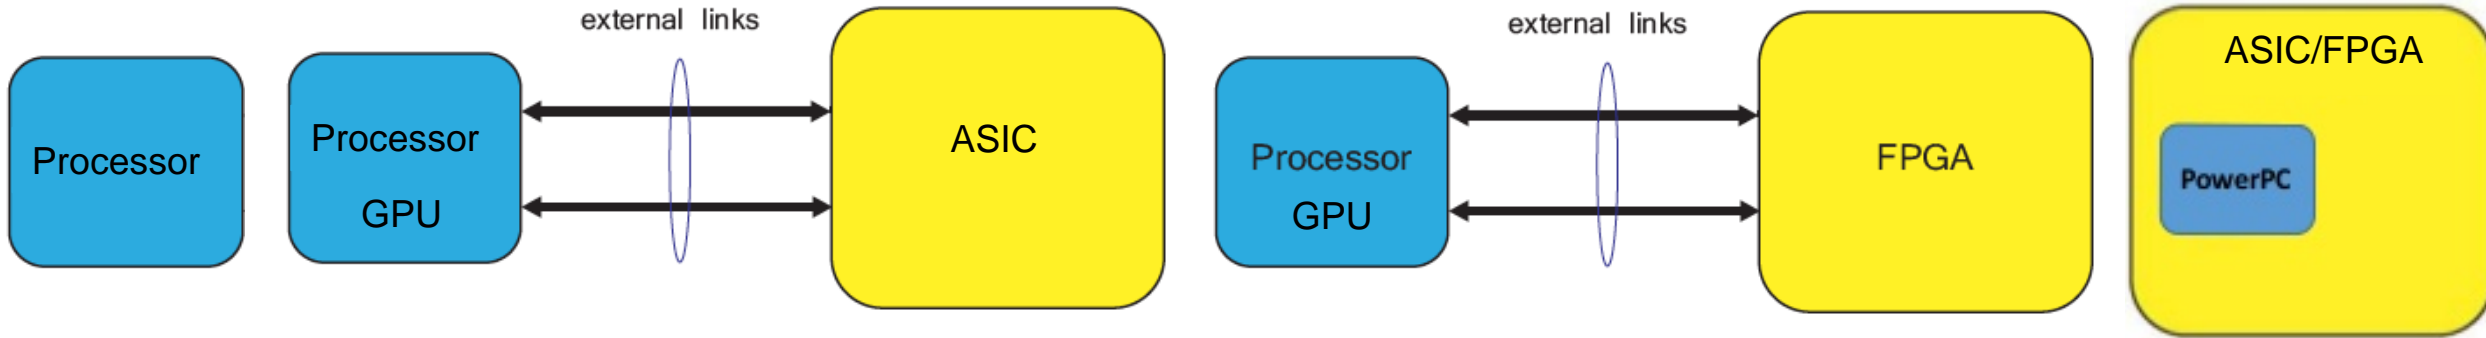 Processor
Processor
GPU
external links
ASIC
Processor
GPU
external links
FPGA
ASIC/FPGA
PowerPC